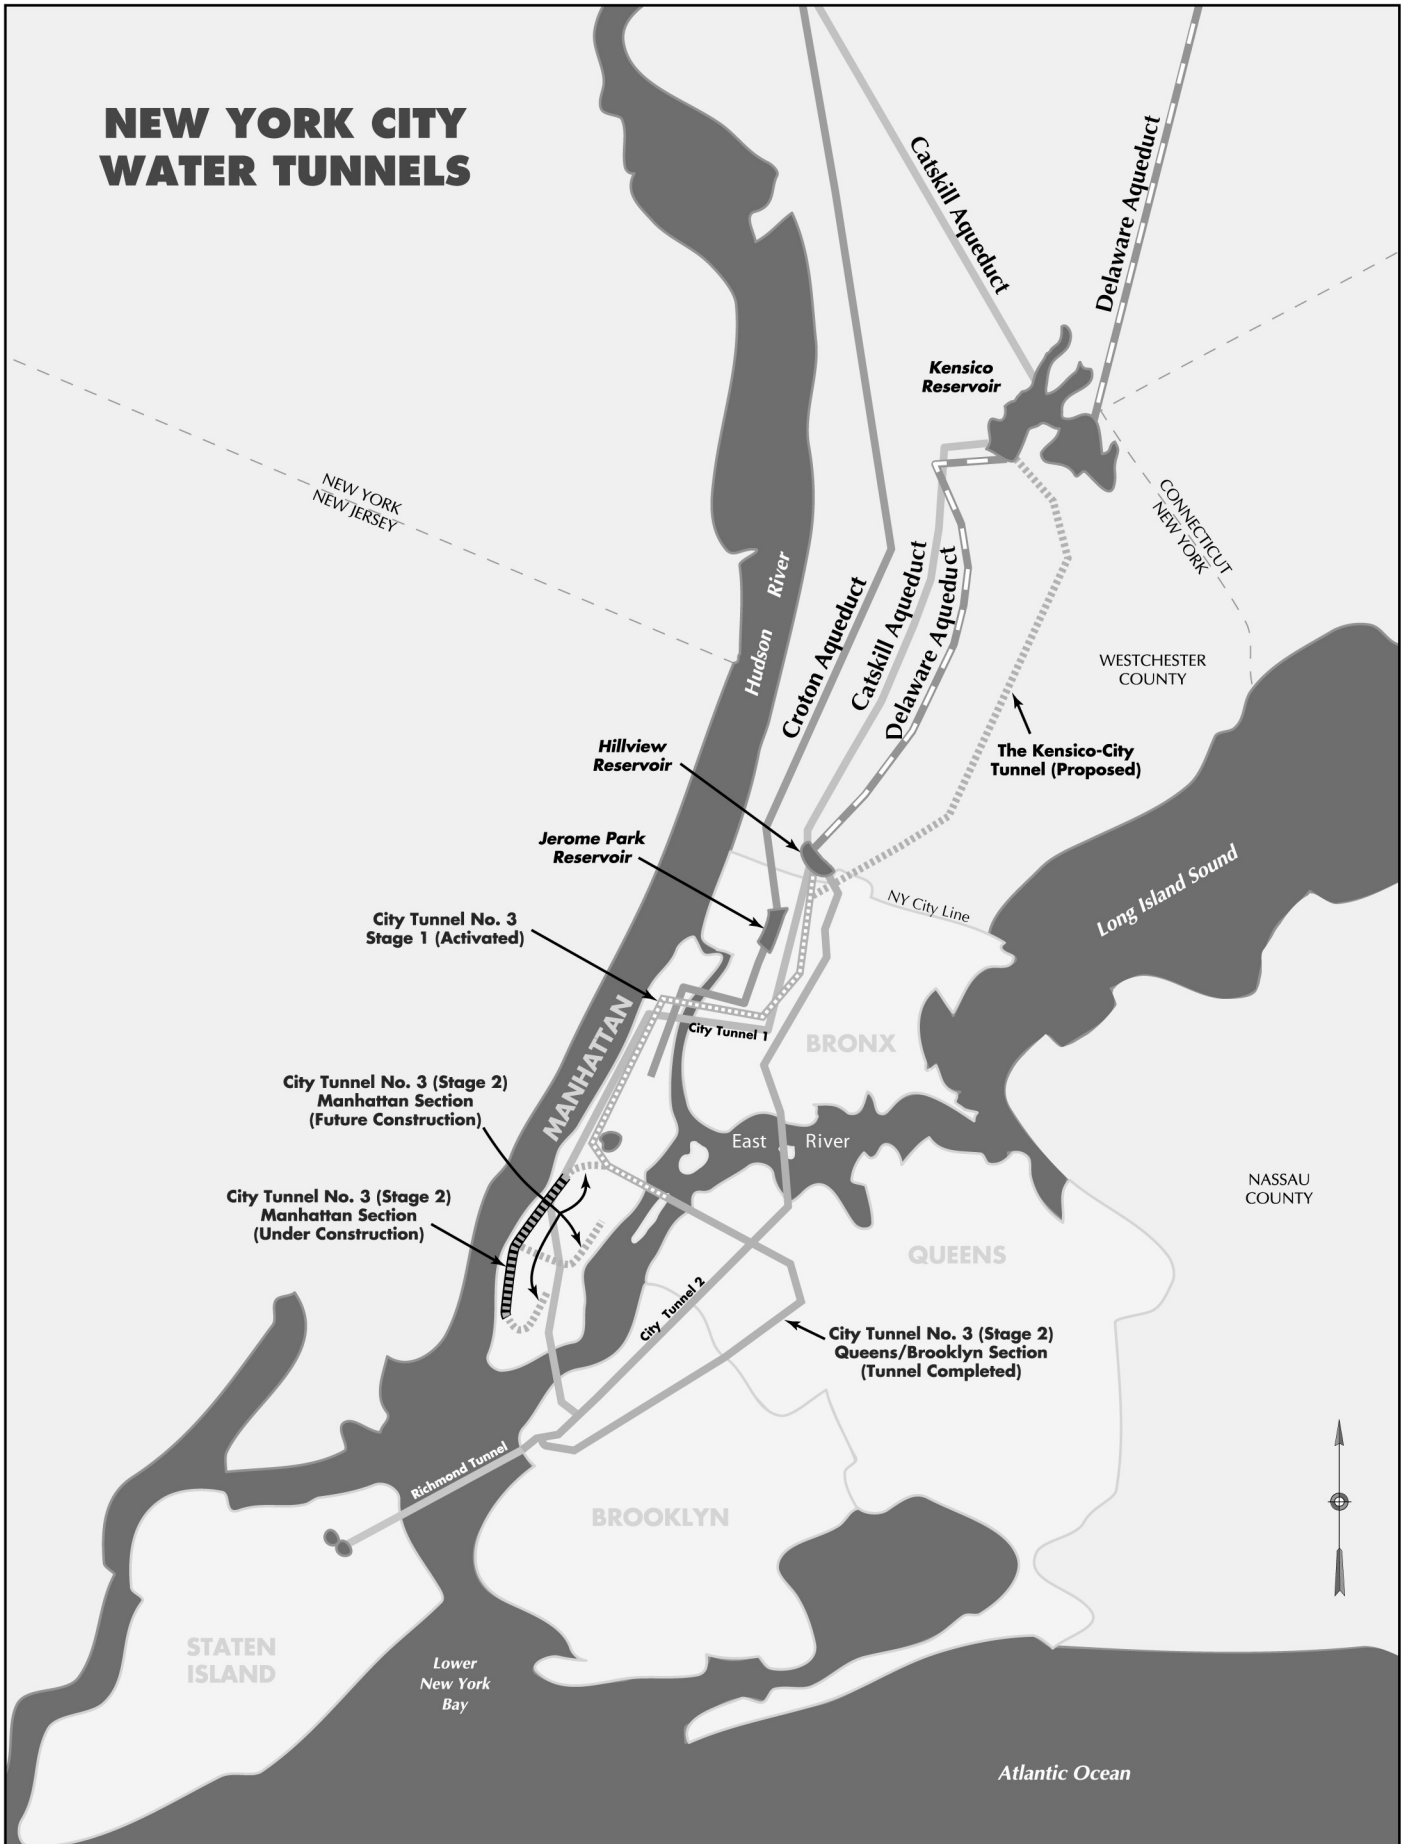 NEW YORK CITY
WATER TUNNELS
Catskill Aqueduct
Delaware Aqueduct
Kensico
Reservoir
NEW YORK
NEW JERSEY
CONNECTICUT
NEW YORK
Hudson River
Croton Aqueduct
Catskill Aqueduct
Delaware Aqueduct
WESTCHESTER
COUNTY
The Kensico-City
Tunnel (Proposed)
Hillview
Reservoir
Jerome Park
Reservoir
Long Island Sound
NY City Line
City Tunnel No. 3
Stage 1 (Activated)
MANHATTAN
City Tunnel 1
BRONX
City Tunnel No. 3 (Stage 2)
Manhattan Section
(Future Construction)
East River
NASSAU
COUNTY
City Tunnel No. 3 (Stage 2)
Manhattan Section
(Under Construction)
QUEENS
City Tunnel 2
City Tunnel No. 3 (Stage 2)
Queens/Brooklyn Section
(Tunnel Completed)
Richmond Tunnel
BROOKLYN
STATEN
ISLAND
Lower
New York
Bay
Atlantic Ocean